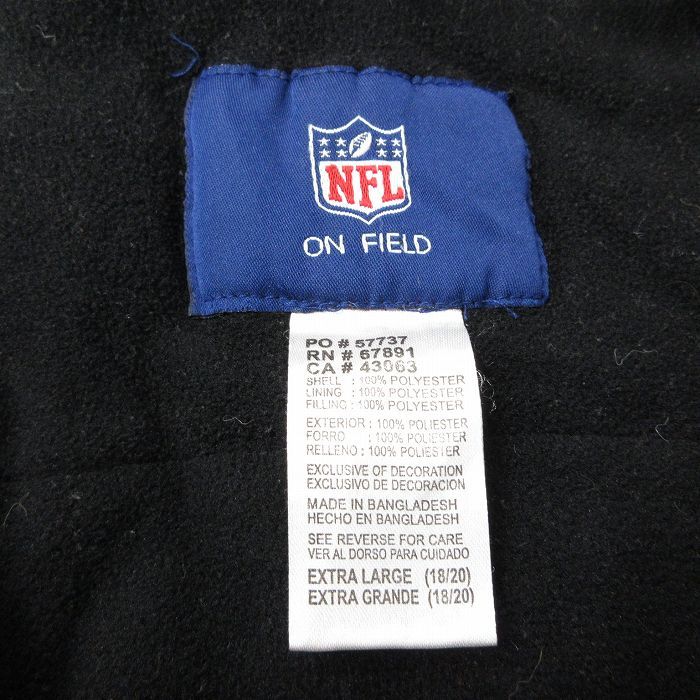 NFL
ON FIELD
PO # 57737
RN # 67891
CA # 43063
SHELL : 100% POLYESTER
LINING : 100% POLYESTER
FILLING : 100% POLYESTER
EXTERIOR : 100% POLIESTER
FORRO : 100% POLIESTER
RELLENO : 100% POLIESTER
EXCLUSIVE OF DECORATION
EXCLUSIVO DE DECORACION
MADE IN BANGLADESH
HECHO EN BANGLADESH
SEE REVERSE FOR CARE
VER AL DORSO PARA CUIDADO
EXTRA LARGE (18/20)
EXTRA GRANDE (18/20)